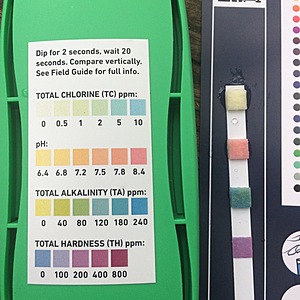 Dip for 2 seconds, wait 20
seconds. Compare vertically.
See Field Guide for full info.
TOTAL CHLORINE (TC) ppm:
0 0.5 1 2 5 10
pH:
6.4 6.8 7.2 7.5 7.8 8.4
TOTAL ALKALINITY (TA) ppm:
0 40 80 120 180 240
TOTAL HARDNESS (TH) ppm:
0 100 200 400 800